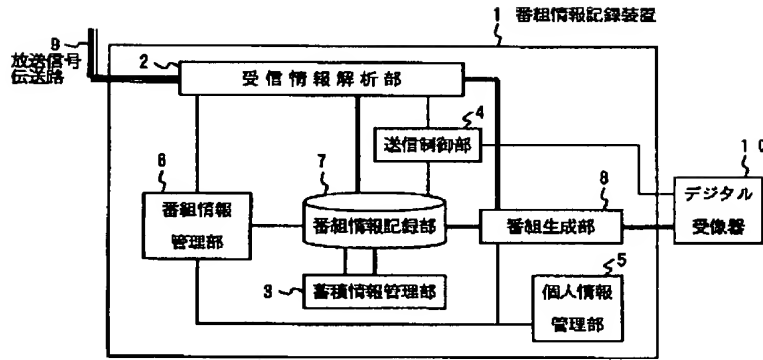 1 番組情報記録装置
9
放送信号
伝送路
2
受信情報解析部
4
送信制御部
10
デジタル
受像器
6
番組情報
管理部
7
番組情報記録部
8
番組生成部
3
蓄積情報管理部
5
個人情報
管理部